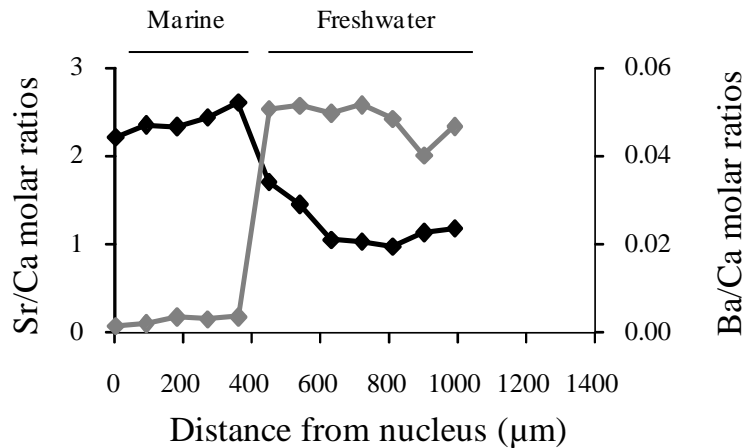 Marine Freshwater
3 0.06
2 0.04
1 0.02
0 0.00
0 200 400 600 800 1000 1200 1400
Sr/Ca molar ratios
Ba/Ca molar ratios
Distance from nucleus (µm)